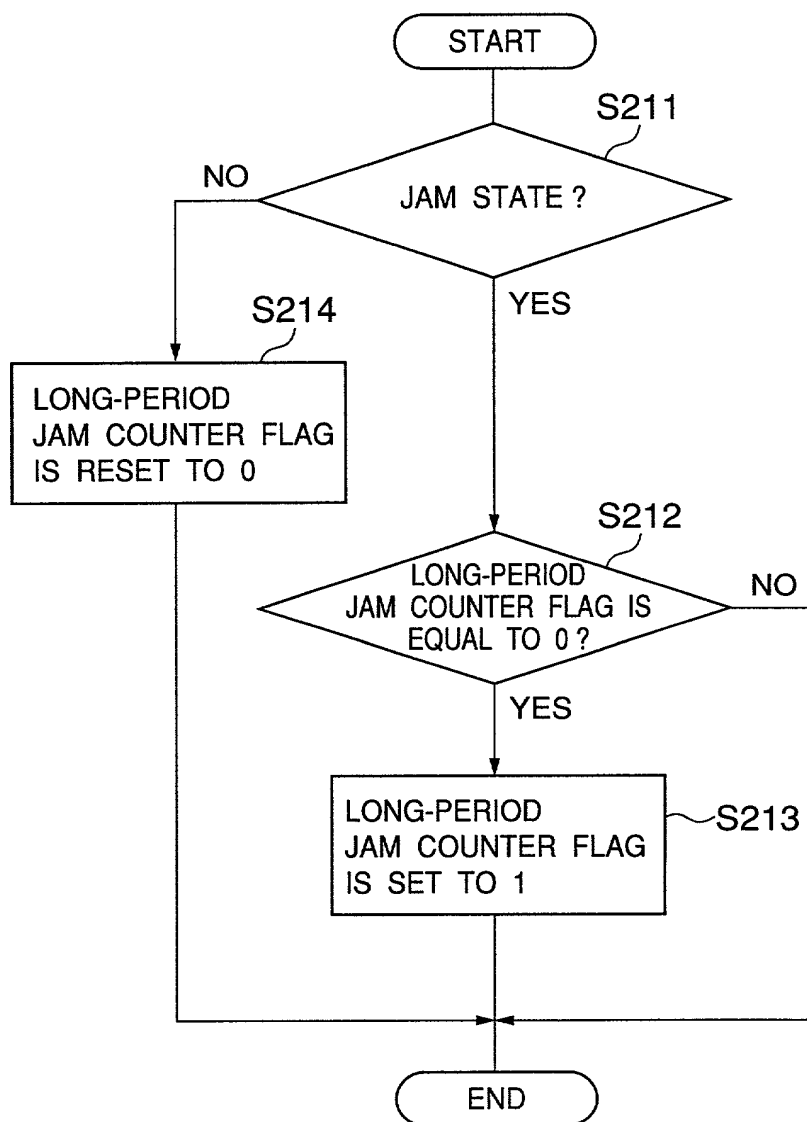 START
S211
JAM STATE ?
NO
YES
S214
LONG-PERIOD
JAM COUNTER FLAG
IS RESET TO 0
S212
LONG-PERIOD
JAM COUNTER FLAG IS
EQUAL TO 0 ?
NO
YES
LONG-PERIOD
JAM COUNTER FLAG
IS SET TO 1
S213
END